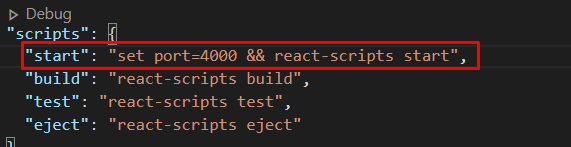 Debug
"scripts": {
"start": "set port=4000 && react-scripts start",
"build": "react-scripts build",
"test": "react-scripts test",
"eject": "react-scripts eject"
}